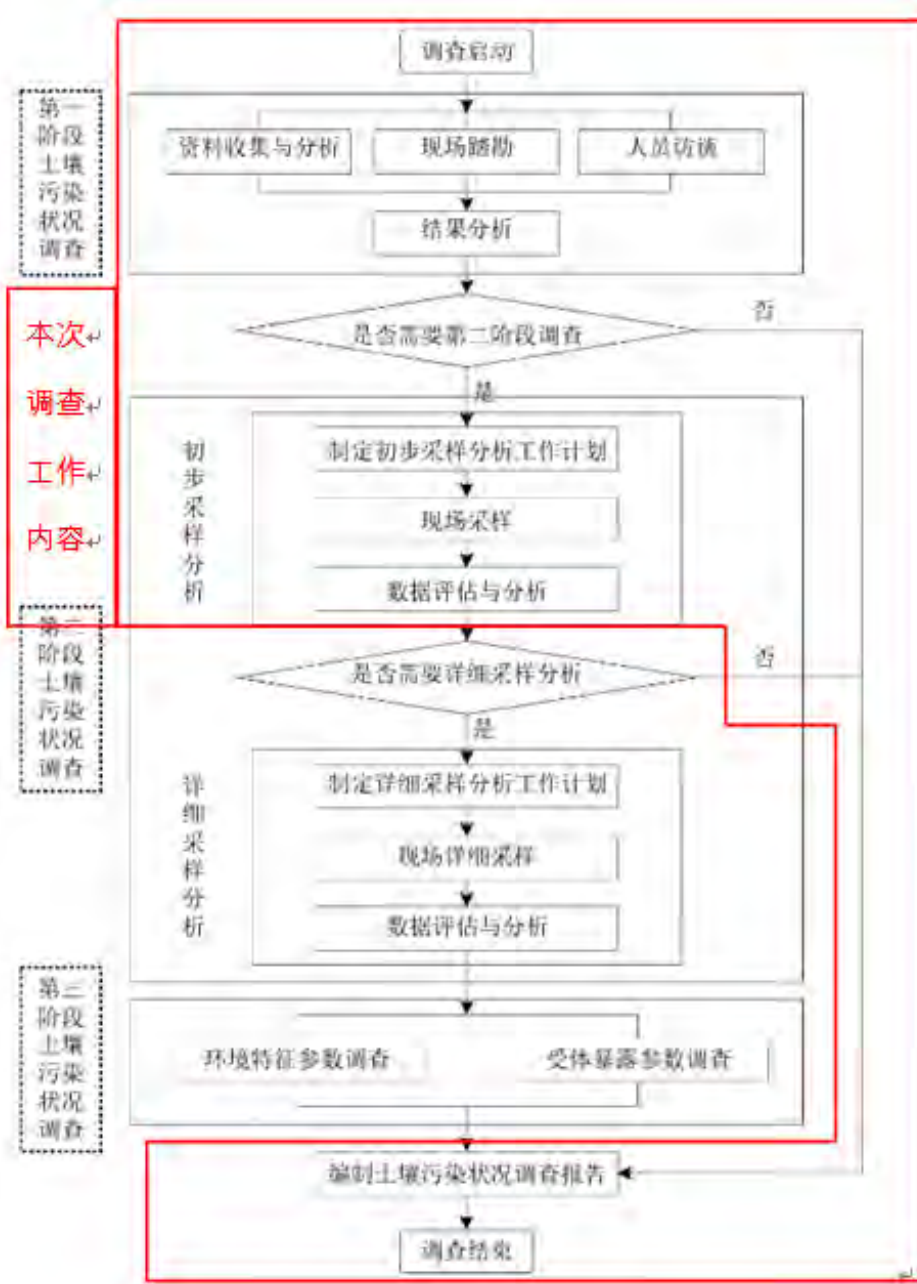 调查启动
第一阶段土壤污染状况调查
资料收集与分析
现场踏勘
人员访谈
结果分析
是否需要第二阶段调查
否
是
本次
调查
工作
内容
初步采样分析
制定初步采样分析工作计划
现场采样
数据评估与分析
第二阶段土壤污染状况调查
是否需要详细采样分析
否
是
详细采样分析
制定详细采样分析工作计划
现场详细采样
数据评估与分析
第三阶段土壤污染状况调查
环境特征参数调查
受体暴露参数调查
编制土壤污染状况调查报告
调查结束